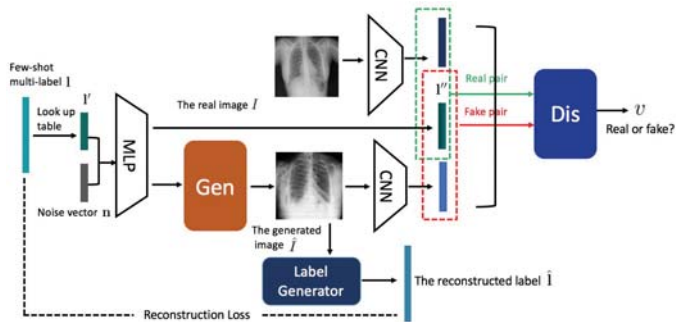 Few-shot
multi-label l
l'
Look up
table
Noise vector n
MLP
The real image I
CNN
l''
Real pair
Fake pair
Dis
v
Real or fake?
Gen
CNN
The generated
image Î
Label
Generator
The reconstructed label l̂
Reconstruction Loss